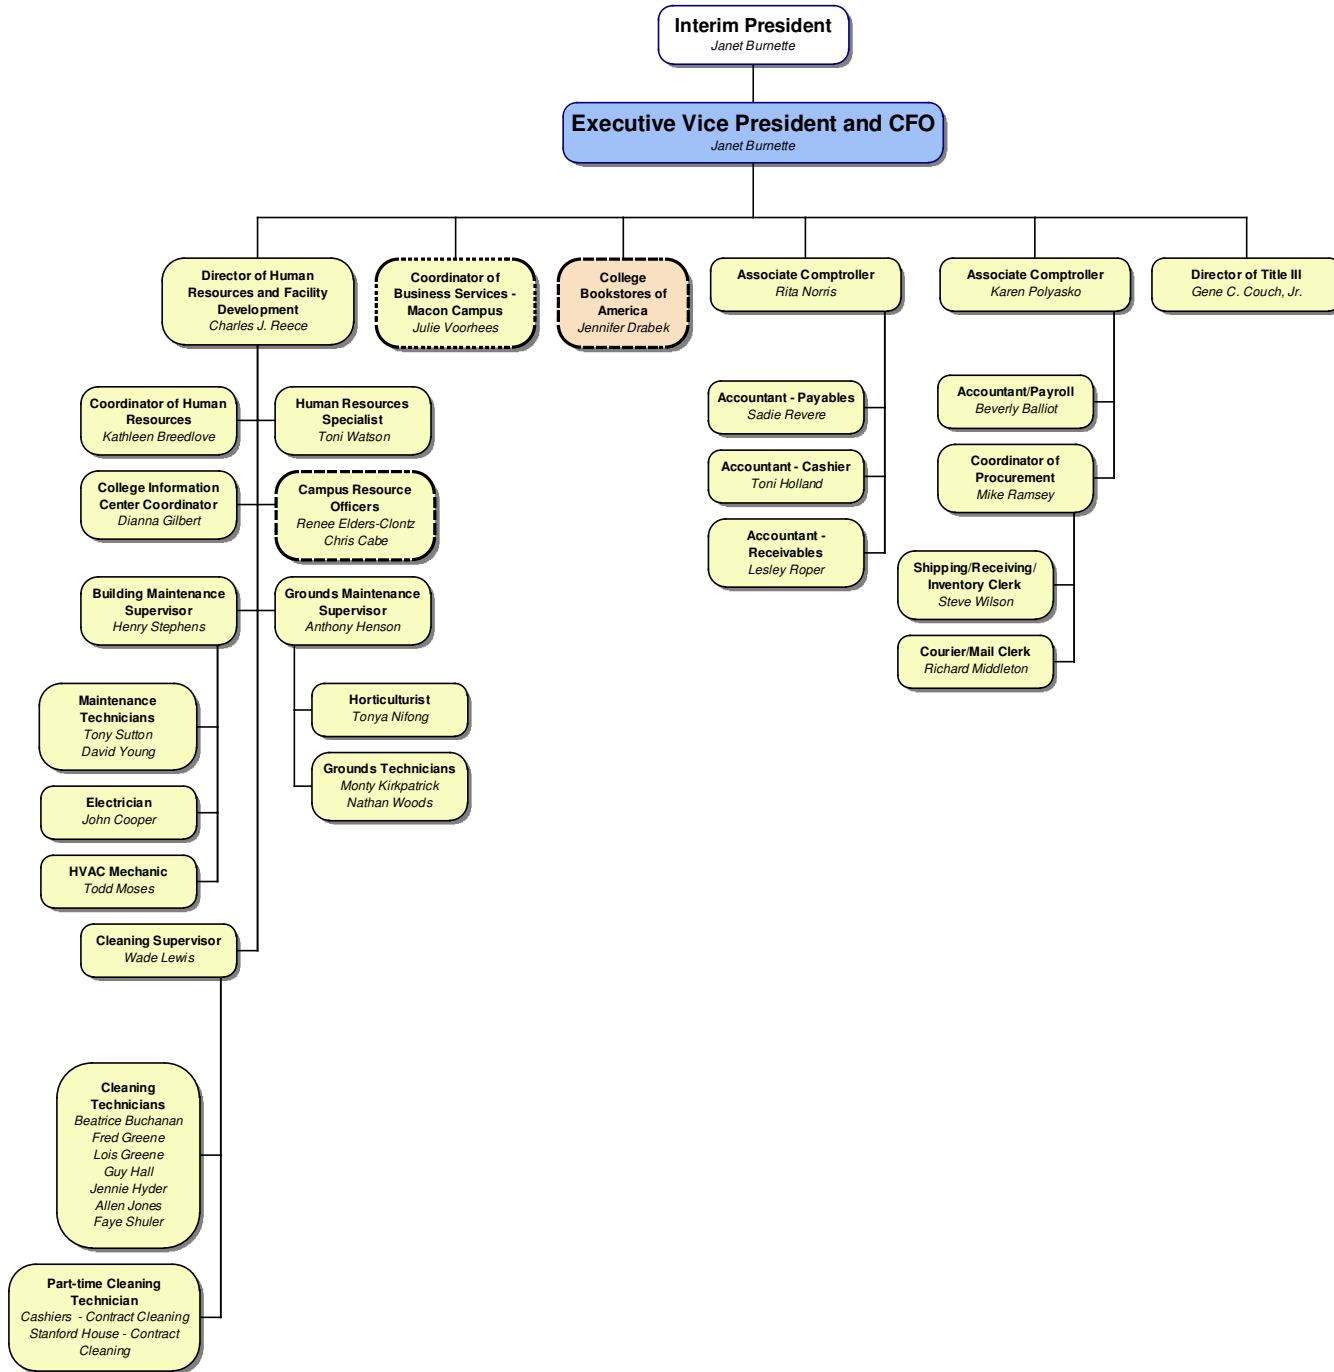 Interim President
Janet Burnette
Executive Vice President and CFO
Janet Burnette
Director of Human
Resources and Facility
Development
Charles J. Reece
Coordinator of
Business Services -
Macon Campus
Julie Voorhees
College
Bookstores of
America
Jennifer Drabek
Associate Comptroller
Rita Norris
Associate Comptroller
Karen Polyasko
Director of Title III
Gene C. Couch, Jr.
Coordinator of Human
Resources
Kathleen Breedlove
Human Resources
Specialist
Toni Watson
College Information
Center Coordinator
Dianna Gilbert
Campus Resource
Officers
Renee Elders-Clontz
Chris Cabe
Building Maintenance
Supervisor
Henry Stephens
Grounds Maintenance
Supervisor
Anthony Henson
Maintenance
Technicians
Tony Sutton
David Young
Electrician
John Cooper
HVAC Mechanic
Todd Moses
Horticulturist
Tonya Nifong
Grounds Technicians
Monty Kirkpatrick
Nathan Woods
Cleaning Supervisor
Wade Lewis
Cleaning
Technicians
Beatrice Buchanan
Fred Greene
Lois Greene
Guy Hall
Jennie Hyder
Allen Jones
Faye Shuler
Part-time Cleaning
Technician
Cashiers - Contract Cleaning
Stanford House - Contract
Cleaning
Accountant - Payables
Sadie Revere
Accountant - Cashier
Toni Holland
Accountant -
Receivables
Lesley Roper
Accountant/Payroll
Beverly Balliot
Coordinator of
Procurement
Mike Ramsey
Shipping/Receiving/
Inventory Clerk
Steve Wilson
Courier/Mail Clerk
Richard Middleton